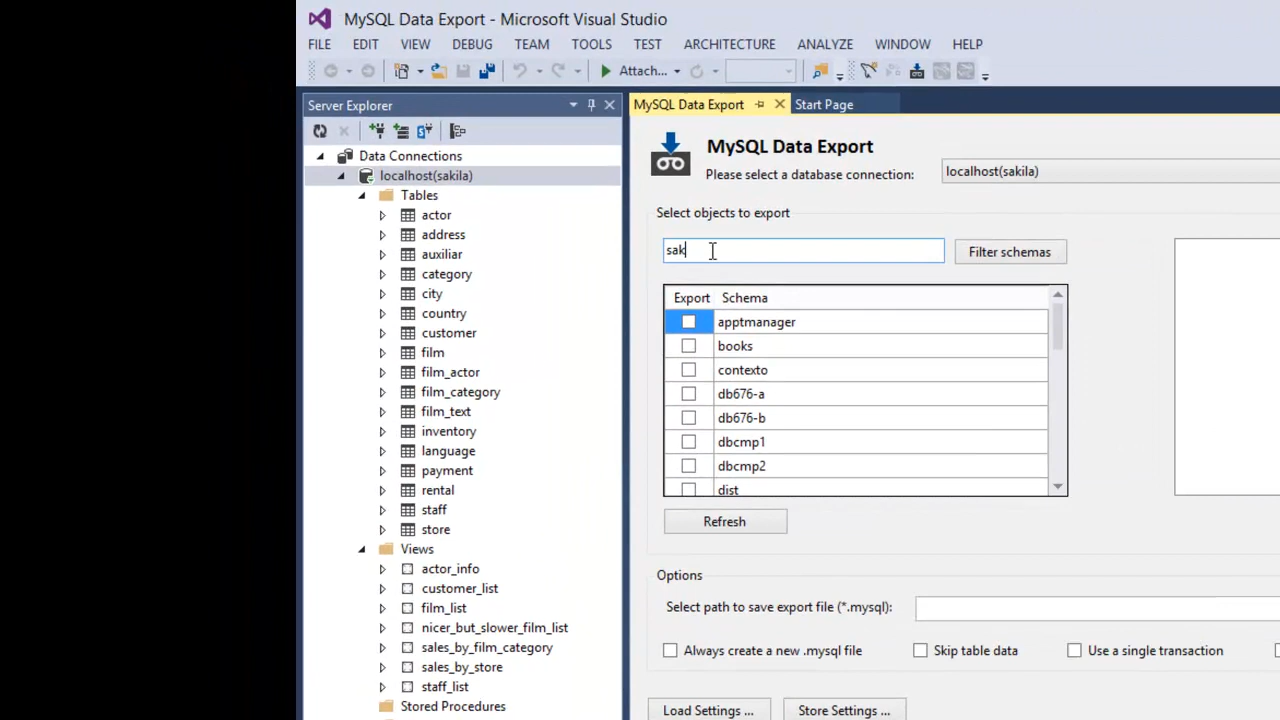 MySQL Data Export - Microsoft Visual Studio
FILE EDIT VIEW DEBUG TEAM TOOLS TEST ARCHITECTURE ANALYZE WINDOW HELP
Attach...
Server Explorer
MySQL Data Export
Start Page
Data Connections
localhost(sakila)
Tables
actor
address
auxiliar
category
city
country
customer
film
film_actor
film_category
film_text
inventory
language
payment
rental
staff
store
Views
actor_info
customer_list
film_list
nicer_but_slower_film_list
sales_by_film_category
sales_by_store
staff_list
Stored Procedures
MySQL Data Export
Please select a database connection: localhost(sakila)
Select objects to export
sak
Filter schemas
Export Schema
apptmanager
books
contexto
db676-a
db676-b
dbcmp1
dbcmp2
dist
Refresh
Options
Select path to save export file (*.mysql):
Always create a new .mysql file Skip table data Use a single transaction
Load Settings ... Store Settings ...